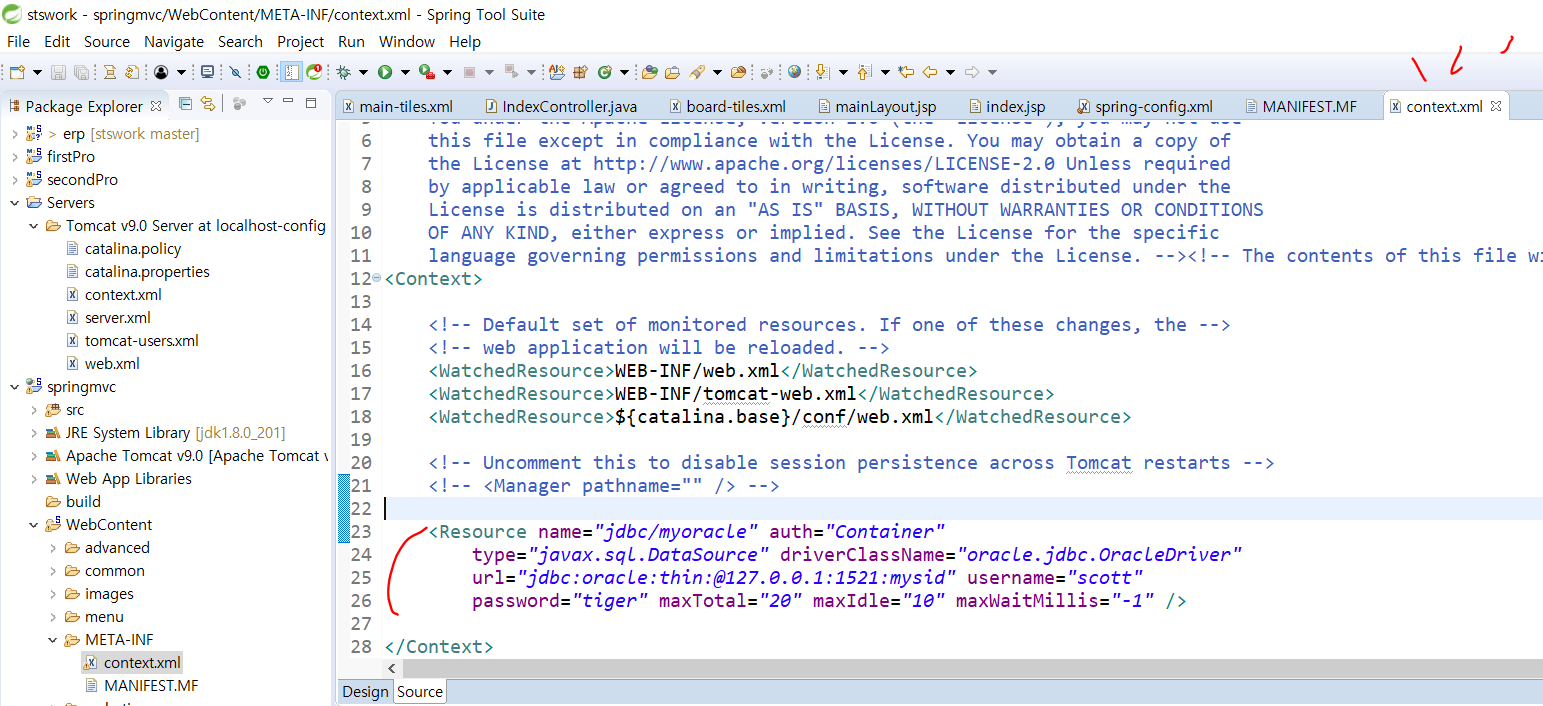 stswork - springmvc/WebContent/META-INF/context.xml - Spring Tool Suite
File Edit Source Navigate Search Project Run Window Help
Package Explorer
main-tiles.xml IndexController.java board-tiles.xml mainLayout.jsp index.jsp spring-config.xml MANIFEST.MF context.xml
> erp [stswork master]
firstPro
secondPro
Servers
Tomcat v9.0 Server at localhost-config
catalina.policy
catalina.properties
context.xml
server.xml
tomcat-users.xml
web.xml
springmvc
src
JRE System Library [jdk1.8.0_201]
Apache Tomcat v9.0 [Apache Tomcat v
Web App Libraries
build
WebContent
advanced
common
images
menu
META-INF
context.xml
MANIFEST.MF
6 this file except in compliance with the License. You may obtain a copy of
7 the License at http://www.apache.org/licenses/LICENSE-2.0 Unless required
8 by applicable law or agreed to in writing, software distributed under the
9 License is distributed on an "AS IS" BASIS, WITHOUT WARRANTIES OR CONDITIONS
10 OF ANY KIND, either express or implied. See the License for the specific
11 language governing permissions and limitations under the License. --><!-- The contents of this file wi
12 <Context>
13
14 <!-- Default set of monitored resources. If one of these changes, the -->
15 <!-- web application will be reloaded. -->
16 <WatchedResource>WEB-INF/web.xml</WatchedResource>
17 <WatchedResource>WEB-INF/tomcat-web.xml</WatchedResource>
18 <WatchedResource>${catalina.base}/conf/web.xml</WatchedResource>
19
20 <!-- Uncomment this to disable session persistence across Tomcat restarts -->
21 <!-- <Manager pathname="" /> -->
22
23 <Resource name="jdbc/myoracle" auth="Container"
24 type="javax.sql.DataSource" driverClassName="oracle.jdbc.OracleDriver"
25 url="jdbc:oracle:thin:@127.0.0.1:1521:mysid" username="scott"
26 password="tiger" maxTotal="20" maxIdle="10" maxWaitMillis="-1" />
27
28 </Context>
Design Source